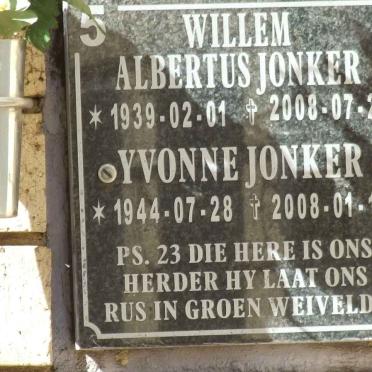 5
WILLEM
ALBERTUS JONKER
* 1939-02-01 ✝ 2008-07-2
YVONNE JONKER
* 1944-07-28 ✝ 2008-01-1
PS. 23 DIE HERE IS ONS
HERDER HY LAAT ONS
RUS IN GROEN WEIVELD